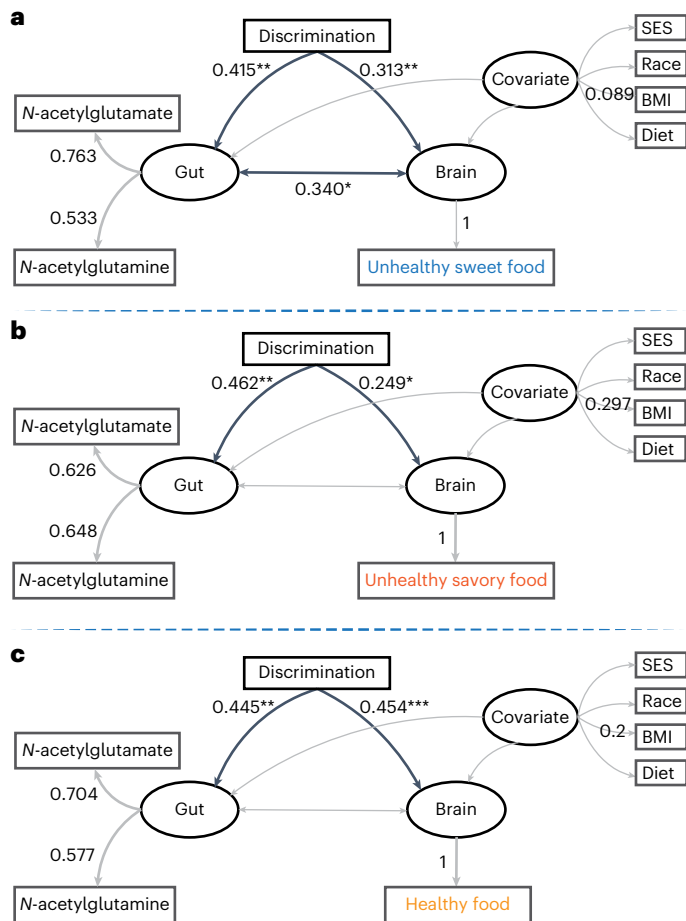 a
Discrimination
SES
0.415**
0.313**
Covariate
Race
0.089
BMI
N-acetylglutamate
Diet
0.763
Gut
Brain
0.340*
0.533
1
N-acetylglutamine
Unhealthy sweet food
b
Discrimination
SES
0.462**
0.249*
Covariate
Race
0.297
BMI
N-acetylglutamate
Diet
0.626
Gut
Brain
0.648
1
N-acetylglutamine
Unhealthy savory food
c
Discrimination
SES
0.445**
0.454***
Covariate
Race
0.2
BMI
N-acetylglutamate
Diet
0.704
Gut
Brain
0.577
1
N-acetylglutamine
Healthy food